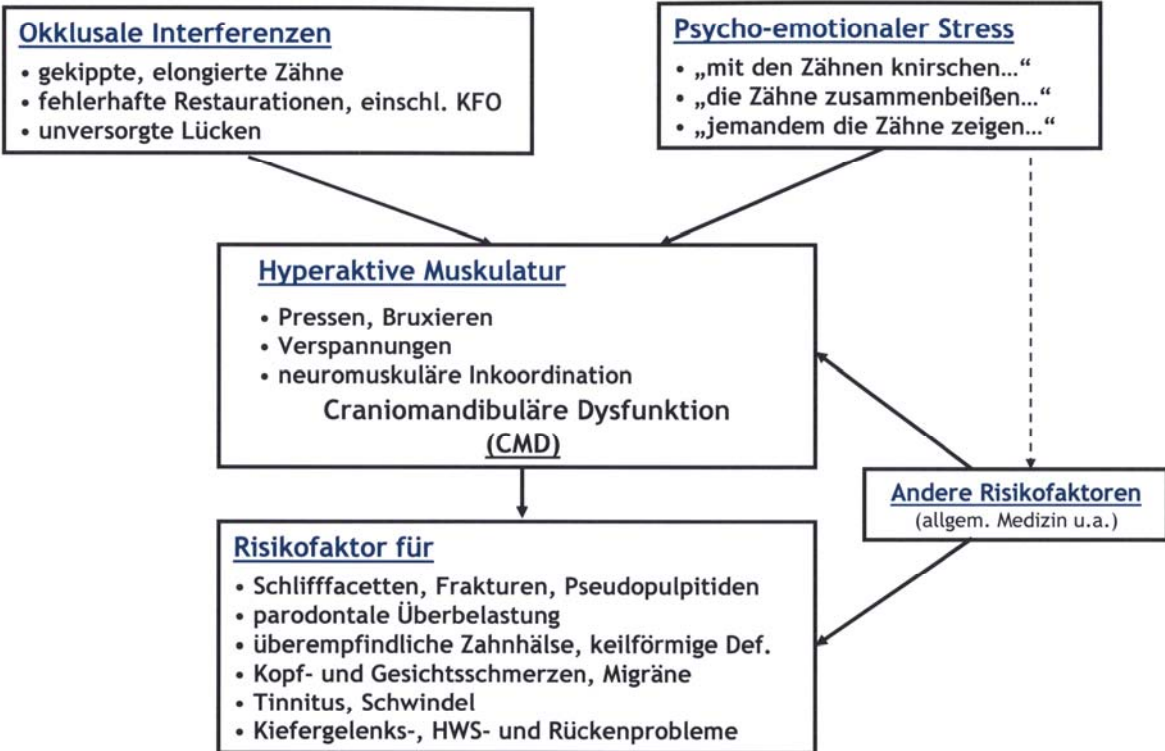 Okklusale Interferenzen
• gekippte, elongierte Zähne
• fehlerhafte Restaurationen, einschl. KFO
• unversorgte Lücken
Psycho-emotionaler Stress
• „mit den Zähnen knirschen...“
• „die Zähne zusammenbeißen...“
• „jemandem die Zähne zeigen...“
Hyperaktive Muskulatur
• Pressen, Bruxieren
• Verspannungen
• neuromuskuläre Inkoordination
Craniomandibuläre Dysfunktion
(CMD)
Andere Risikofaktoren
(allgem. Medizin u.a.)
Risikofaktor für
• Schlifffacetten, Frakturen, Pseudopulpitiden
• parodontale Überbelastung
• überempfindliche Zahnhälse, keilförmige Def.
• Kopf- und Gesichtsschmerzen, Migräne
• Tinnitus, Schwindel
• Kiefergelenks-, HWS- und Rückenprobleme